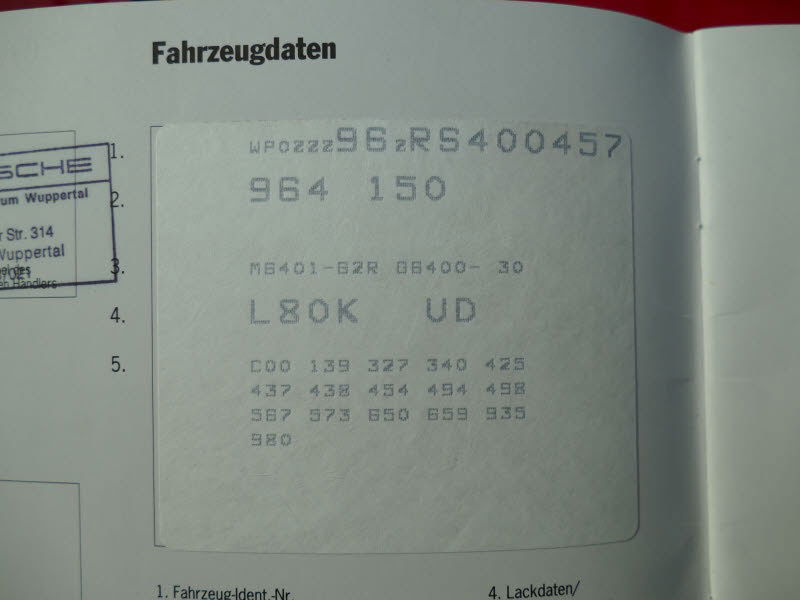 Fahrzeugdaten
1. WP0ZZZ96ZRS400457
2. 964 150
3. M6401-62R G6400- 30
4. L80K UD
5. C00 139 327 340 425
437 438 454 494 498
567 573 650 659 935
980
SCHE
um Wuppertal
r Str. 314
Wuppertal
1. Fahrzeug-Ident.-Nr.
4. Lackdaten/